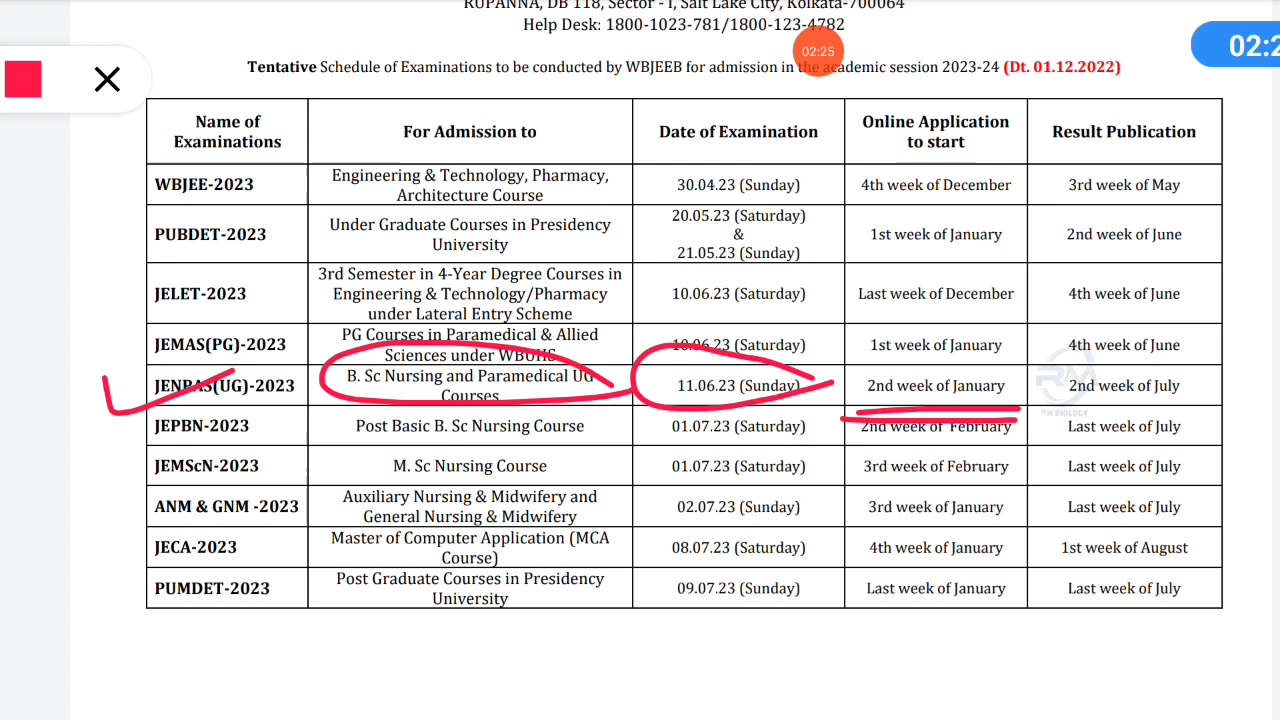 RUPANNA, DB 118, Sector - I, Salt Lake City, Kolkata-700064
Help Desk: 1800-1023-781/1800-123-4782
02:25
02:2
Tentative Schedule of Examinations to be conducted by WBJEEB for admission in the academic session 2023-24 (Dt. 01.12.2022)
Name of
Examinations
For Admission to
Date of Examination
Online Application
to start
Result Publication
WBJEE-2023
Engineering & Technology, Pharmacy,
Architecture Course
30.04.23 (Sunday)
4th week of December
3rd week of May
PUBDET-2023
Under Graduate Courses in Presidency
University
20.05.23 (Saturday)
&
21.05.23 (Sunday)
1st week of January
2nd week of June
JELET-2023
3rd Semester in 4-Year Degree Courses in
Engineering & Technology/Pharmacy
under Lateral Entry Scheme
10.06.23 (Saturday)
Last week of December
4th week of June
JEMAS(PG)-2023
PG Courses in Paramedical & Allied
Sciences under WBUHS
10.06.23 (Saturday)
1st week of January
4th week of June
JENPAS(UG)-2023
B. Sc Nursing and Paramedical UG
Courses
11.06.23 (Sunday)
2nd week of January
2nd week of July
RM
BIOLOGY
JEPBN-2023
Post Basic B. Sc Nursing Course
01.07.23 (Saturday)
2nd week of February
Last week of July
JEMScN-2023
M. Sc Nursing Course
01.07.23 (Saturday)
3rd week of February
Last week of July
ANM & GNM -2023
Auxiliary Nursing & Midwifery and
General Nursing & Midwifery
02.07.23 (Sunday)
3rd week of January
Last week of July
JECA-2023
Master of Computer Application (MCA
Course)
08.07.23 (Saturday)
4th week of January
1st week of August
PUMDET-2023
Post Graduate Courses in Presidency
University
09.07.23 (Sunday)
Last week of January
Last week of July